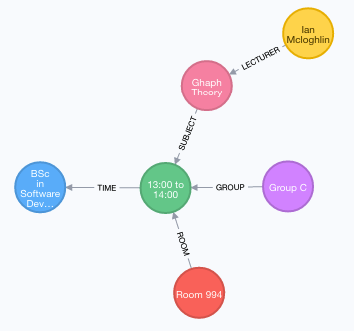 Ian
Mcloghlin
LECTURER
Ghaph
Theory
SUBJECT
BSc
in
Software
Dev...
TIME
13:00 to
14:00
GROUP
Group C
ROOM
Room 994